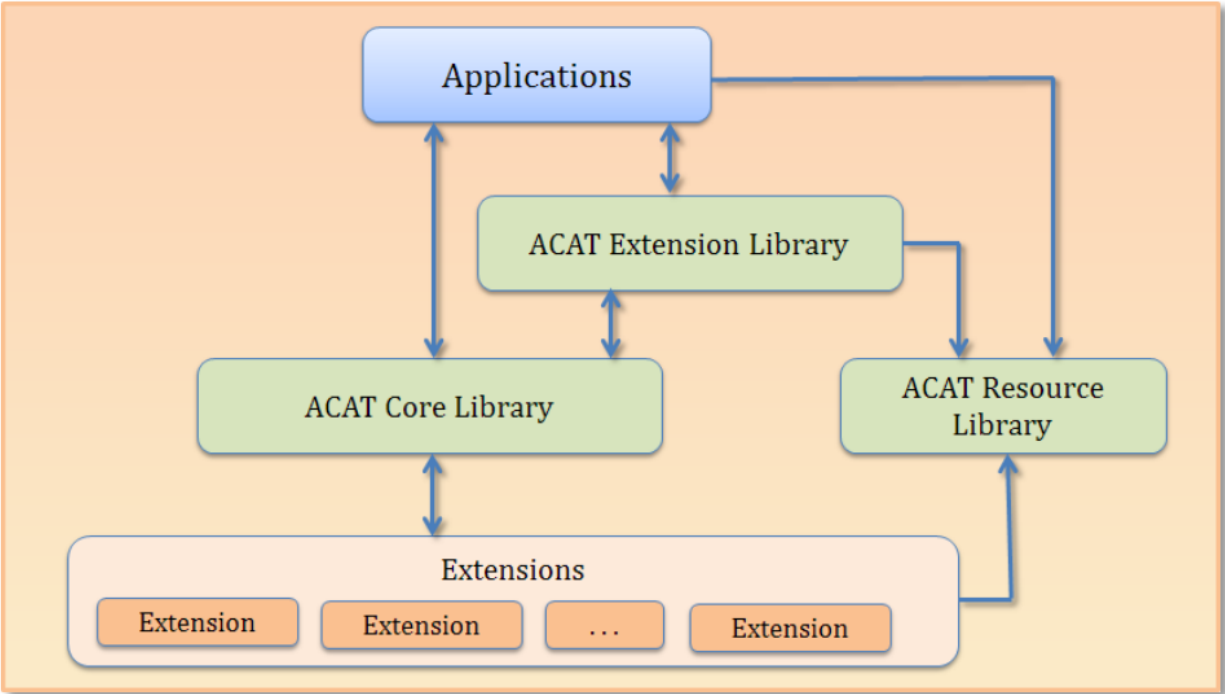 Applications
ACAT Extension Library
ACAT Core Library
ACAT Resource
Library
Extensions
Extension
Extension
...
Extension